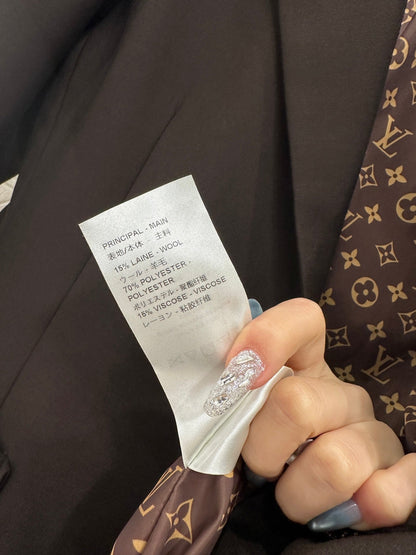 PRINCIPAL - MAIN
表地/本体 主料
15% LAINE - WOOL
ウール - 羊毛
70% POLYESTER -
POLYESTER
ポリエステル - 聚酯纤维
15% VISCOSE - VISCOSE
レーヨン - 粘胶纤维